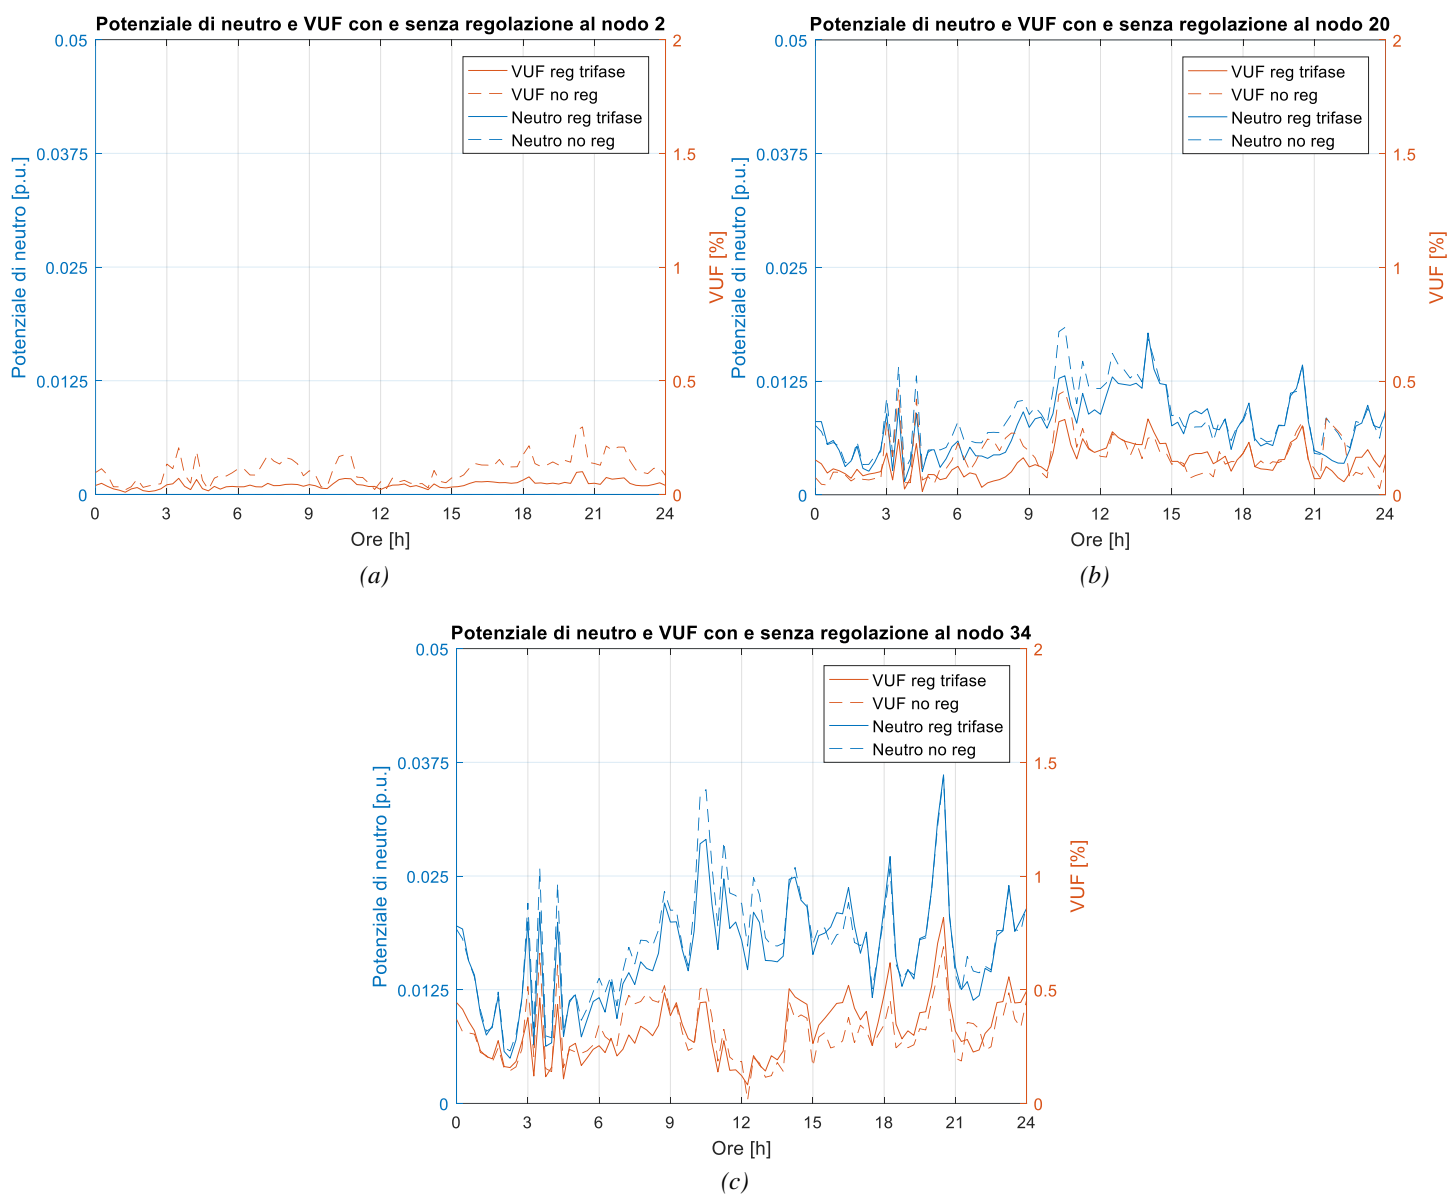 Potenziale di neutro e VUF con e senza regolazione al nodo 2
0.05
0.0375
0.025
0.0125
0
Potenziale di neutro [p.u.]
VUF reg trifase
VUF no reg
Neutro reg trifase
Neutro no reg
2
1.5
1
0.5
0
VUF [%]
0 3 6 9 12 15 18 21 24
Ore [h]
(a)
Potenziale di neutro e VUF con e senza regolazione al nodo 20
0.05
0.0375
0.025
0.0125
0
Potenziale di neutro [p.u.]
VUF reg trifase
VUF no reg
Neutro reg trifase
Neutro no reg
2
1.5
1
0.5
0
VUF [%]
0 3 6 9 12 15 18 21 24
Ore [h]
(b)
Potenziale di neutro e VUF con e senza regolazione al nodo 34
0.05
0.0375
0.025
0.0125
0
Potenziale di neutro [p.u.]
VUF reg trifase
VUF no reg
Neutro reg trifase
Neutro no reg
2
1.5
1
0.5
0
VUF [%]
0 3 6 9 12 15 18 21 24
Ore [h]
(c)